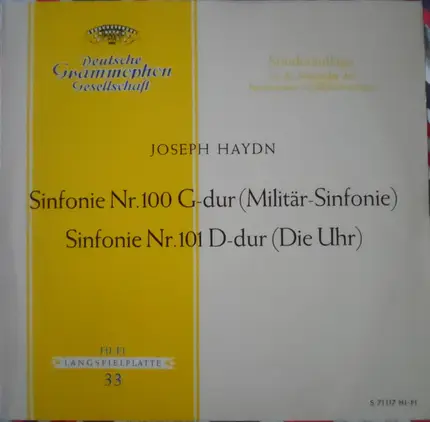 Deutsche
Grammophon
Gesellschaft
JOSEPH HAYDN
Sinfonie Nr. 100 G-dur (Militär-Sinfonie)
Sinfonie Nr. 101 D-dur (Die Uhr)
HI-FI
LANGSPIELPLATTE
33